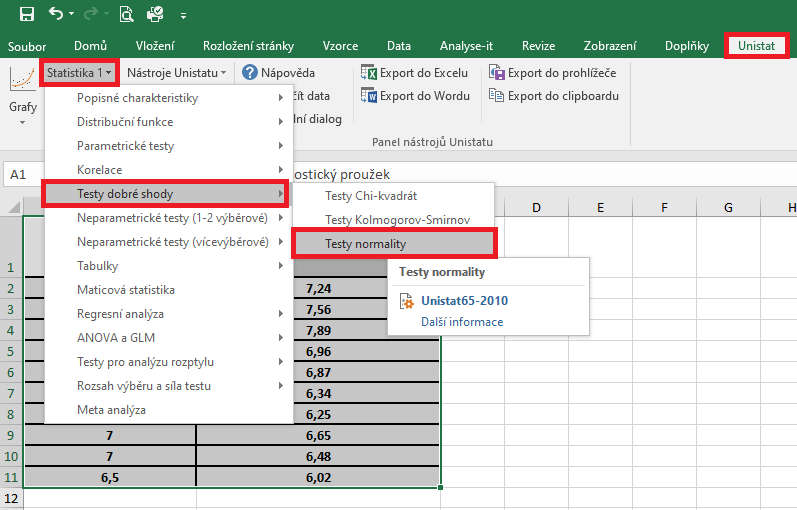 Soubor Domů Vložení Rozložení stránky Vzorce Data Analyse-it Revize Zobrazení Doplňky Unistat
Grafy
Statistika 1
Nástroje Unistatu
Nápověda
čít data
lní dialog
Export do Excelu
Export do Wordu
Export do prohlížeče
Export do clipboardu
Panel nástrojů Unistatu
A1
ostický proužek
Popisné charakteristiky
Distribuční funkce
Parametrické testy
Korelace
Testy dobré shody
Neparametrické testy (1-2 výběrové)
Neparametrické testy (vícevýběrové)
Tabulky
Maticová statistika
Regresní analýza
ANOVA a GLM
Testy pro analýzu rozptylu
Rozsah výběru a síla testu
Meta analýza
Testy Chi-kvadrát
Testy Kolmogorov-Smirnov
Testy normality
Testy normality
Unistat65-2010
Další informace
D E F G H
1
2 7,24
3 7,56
4 7,89
5 6,96
6 6,87
7 6,34
8 6,25
9 7 6,65
10 7 6,48
11 6,5 6,02
12